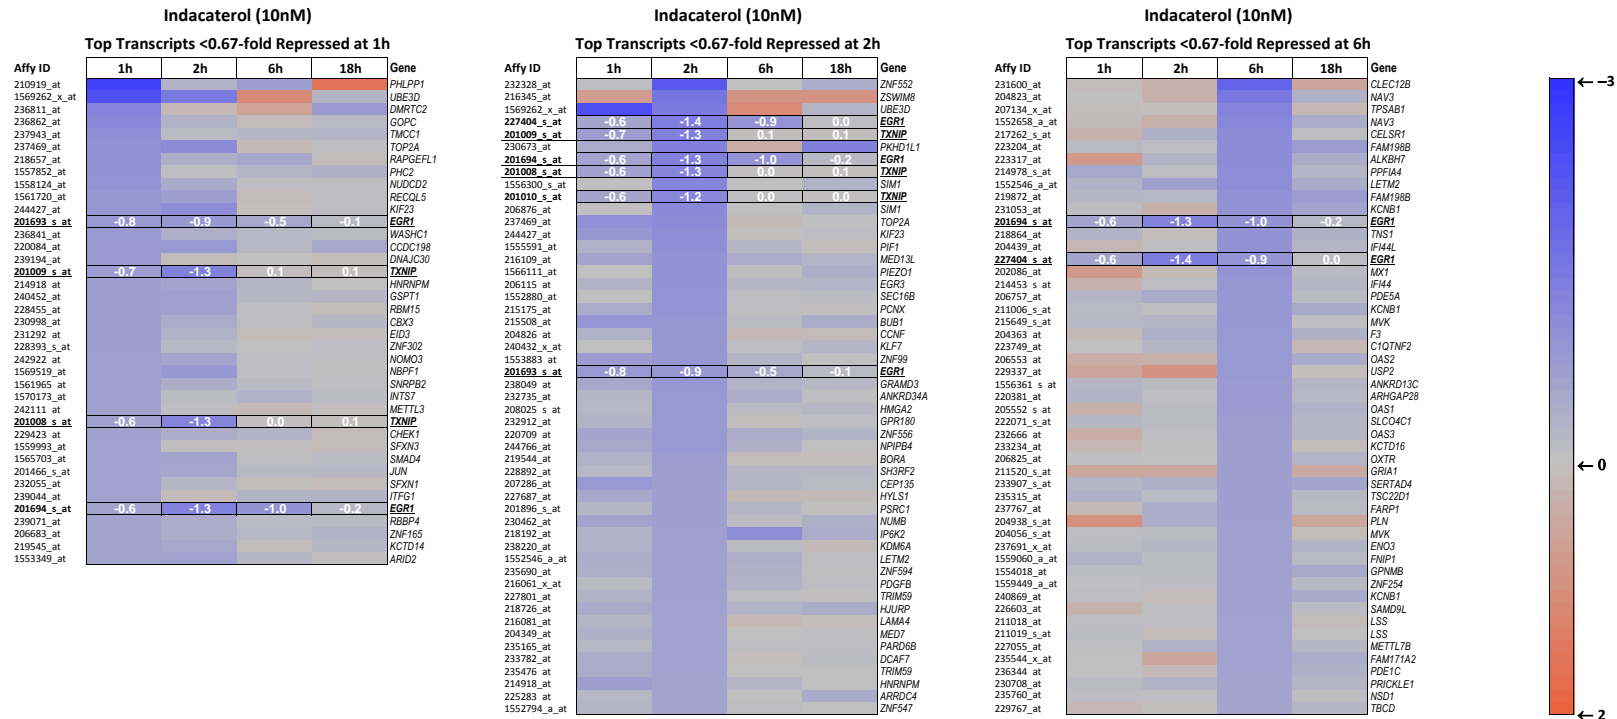 Indacaterol (10nM)
Top Transcripts <0.67-fold Repressed at 1h
Affy ID 1h 2h 6h 18h Gene
210919_at PHLPP1
1569262_x_at UBE3D
236811_at DMRTC2
236862_at GOPC
237943_at TMCC1
237469_at TOP2A
218657_at RAPGEFL1
1557852_at PHC2
1558124_at NUDCD2
1561720_at RECQL5
244427_at KIF23
201693_s_at -0.8 -0.9 -0.5 -0.1 EGR1
236841_at WASHC1
220084_at CCDC198
239194_at DNAJC30
201009_s_at -0.7 -1.3 0.1 0.1 TXNIP
214918_at HNRNPM
240452_at GSPT1
228455_at RBM15
230998_at CBX3
231292_at EID3
228393_s_at ZNF302
242922_at NOMO3
1569519_at NBPF1
1561965_at SNRPB2
1570173_at INTS7
242111_at METTL3
201008_s_at -0.6 -1.3 0.0 0.1 TXNIP
229423_at CHEK1
1559993_at SFXN3
1565703_at SMAD4
201466_s_at JUN
232055_at SFXN1
239044_at ITFG1
201694_s_at -0.6 -1.3 -1.0 -0.2 EGR1
239071_at RBBP4
206683_at ZNF165
219545_at KCTD14
1553349_at ARID2
Indacaterol (10nM)
Top Transcripts <0.67-fold Repressed at 2h
Affy ID 1h 2h 6h 18h Gene
232328_at ZNF552
216345_at ZSWIM8
1569262_x_at UBE3D
227404_s_at -0.6 -1.4 -0.9 0.0 EGR1
201009_s_at -0.7 -1.3 0.1 0.1 TXNIP
230673_at PKHD1L1
201694_s_at -0.6 -1.3 -1.0 -0.2 EGR1
201008_s_at -0.6 -1.3 0.0 0.1 TXNIP
1556300_s_at SIM1
201010_s_at -0.6 -1.2 0.0 0.0 TXNIP
206876_at SIM1
237469_at TOP2A
244427_at KIF23
1555591_at PIF1
216109_at MED13L
1566111_at PIEZO1
206115_at EGR3
1552880_at SEC16B
215175_at PCNX
215508_at BUB1
204826_at CCNF
240432_x_at KLF7
1553883_at ZNF99
201693_s_at -0.8 -0.9 -0.5 -0.1 EGR1
238049_at GRAMD3
232735_at ANKRD34A
208025_s_at HMGA2
232912_at GPR180
220709_at ZNF556
244766_at NPIPB4
219544_at BORA
228892_at SH3RF2
207286_at CEP135
227687_at HYLS1
201896_s_at PSRC1
230462_at NUMB
218192_at IP6K2
238220_at KDM6A
1552546_a_at LETM2
235690_at ZNF594
216061_x_at PDGFB
227801_at TRIM59
218726_at HJURP
216081_at LAMA4
204349_at MED7
235165_at PARD6B
233782_at DCAF7
235476_at TRIM59
214918_at HNRNPM
225283_at ARRDC4
1552794_a_at ZNF547
Indacaterol (10nM)
Top Transcripts <0.67-fold Repressed at 6h
Affy ID 1h 2h 6h 18h Gene
231600_at CLEC12B
204823_at NAV3
207134_x_at TPSAB1
1552658_a_at NAV3
217262_s_at CELSR1
223204_at FAM198B
223317_at ALKBH7
214978_s_at PPFIA4
1552546_a_at LETM2
219872_at FAM198B
231053_at KCNB1
201694_s_at -0.6 -1.3 -1.0 -0.2 EGR1
218864_at TNS1
204439_at IFI44L
227404_s_at -0.6 -1.4 -0.9 0.0 EGR1
202086_at MX1
214453_s_at IFI44
206757_at PDE5A
211006_s_at KCNB1
215649_s_at MVK
204363_at F3
223749_at C1QTNF2
206553_at OAS2
229337_at USP2
1556361_s_at ANKRD13C
220381_at ARHGAP28
205552_s_at OAS1
222071_s_at SLCO4C1
232666_at OAS3
233234_at KCTD16
206825_at OXTR
211520_s_at GRIA1
233907_s_at SERTAD4
235315_at TSC22D1
237767_at FARP1
204938_s_at PLN
204056_s_at MVK
237691_x_at ENO3
1559060_a_at FNIP1
1554018_at GPNMB
1559449_a_at ZNF254
240869_at KCNB1
226603_at SAMD9L
211018_at LSS
211019_s_at LSS
227055_at METTL7B
235544_x_at FAM171A2
236344_at PDE1C
230708_at PRICKLE1
235760_at NSD1
229767_at TBCD
← -3
← 0
← 2